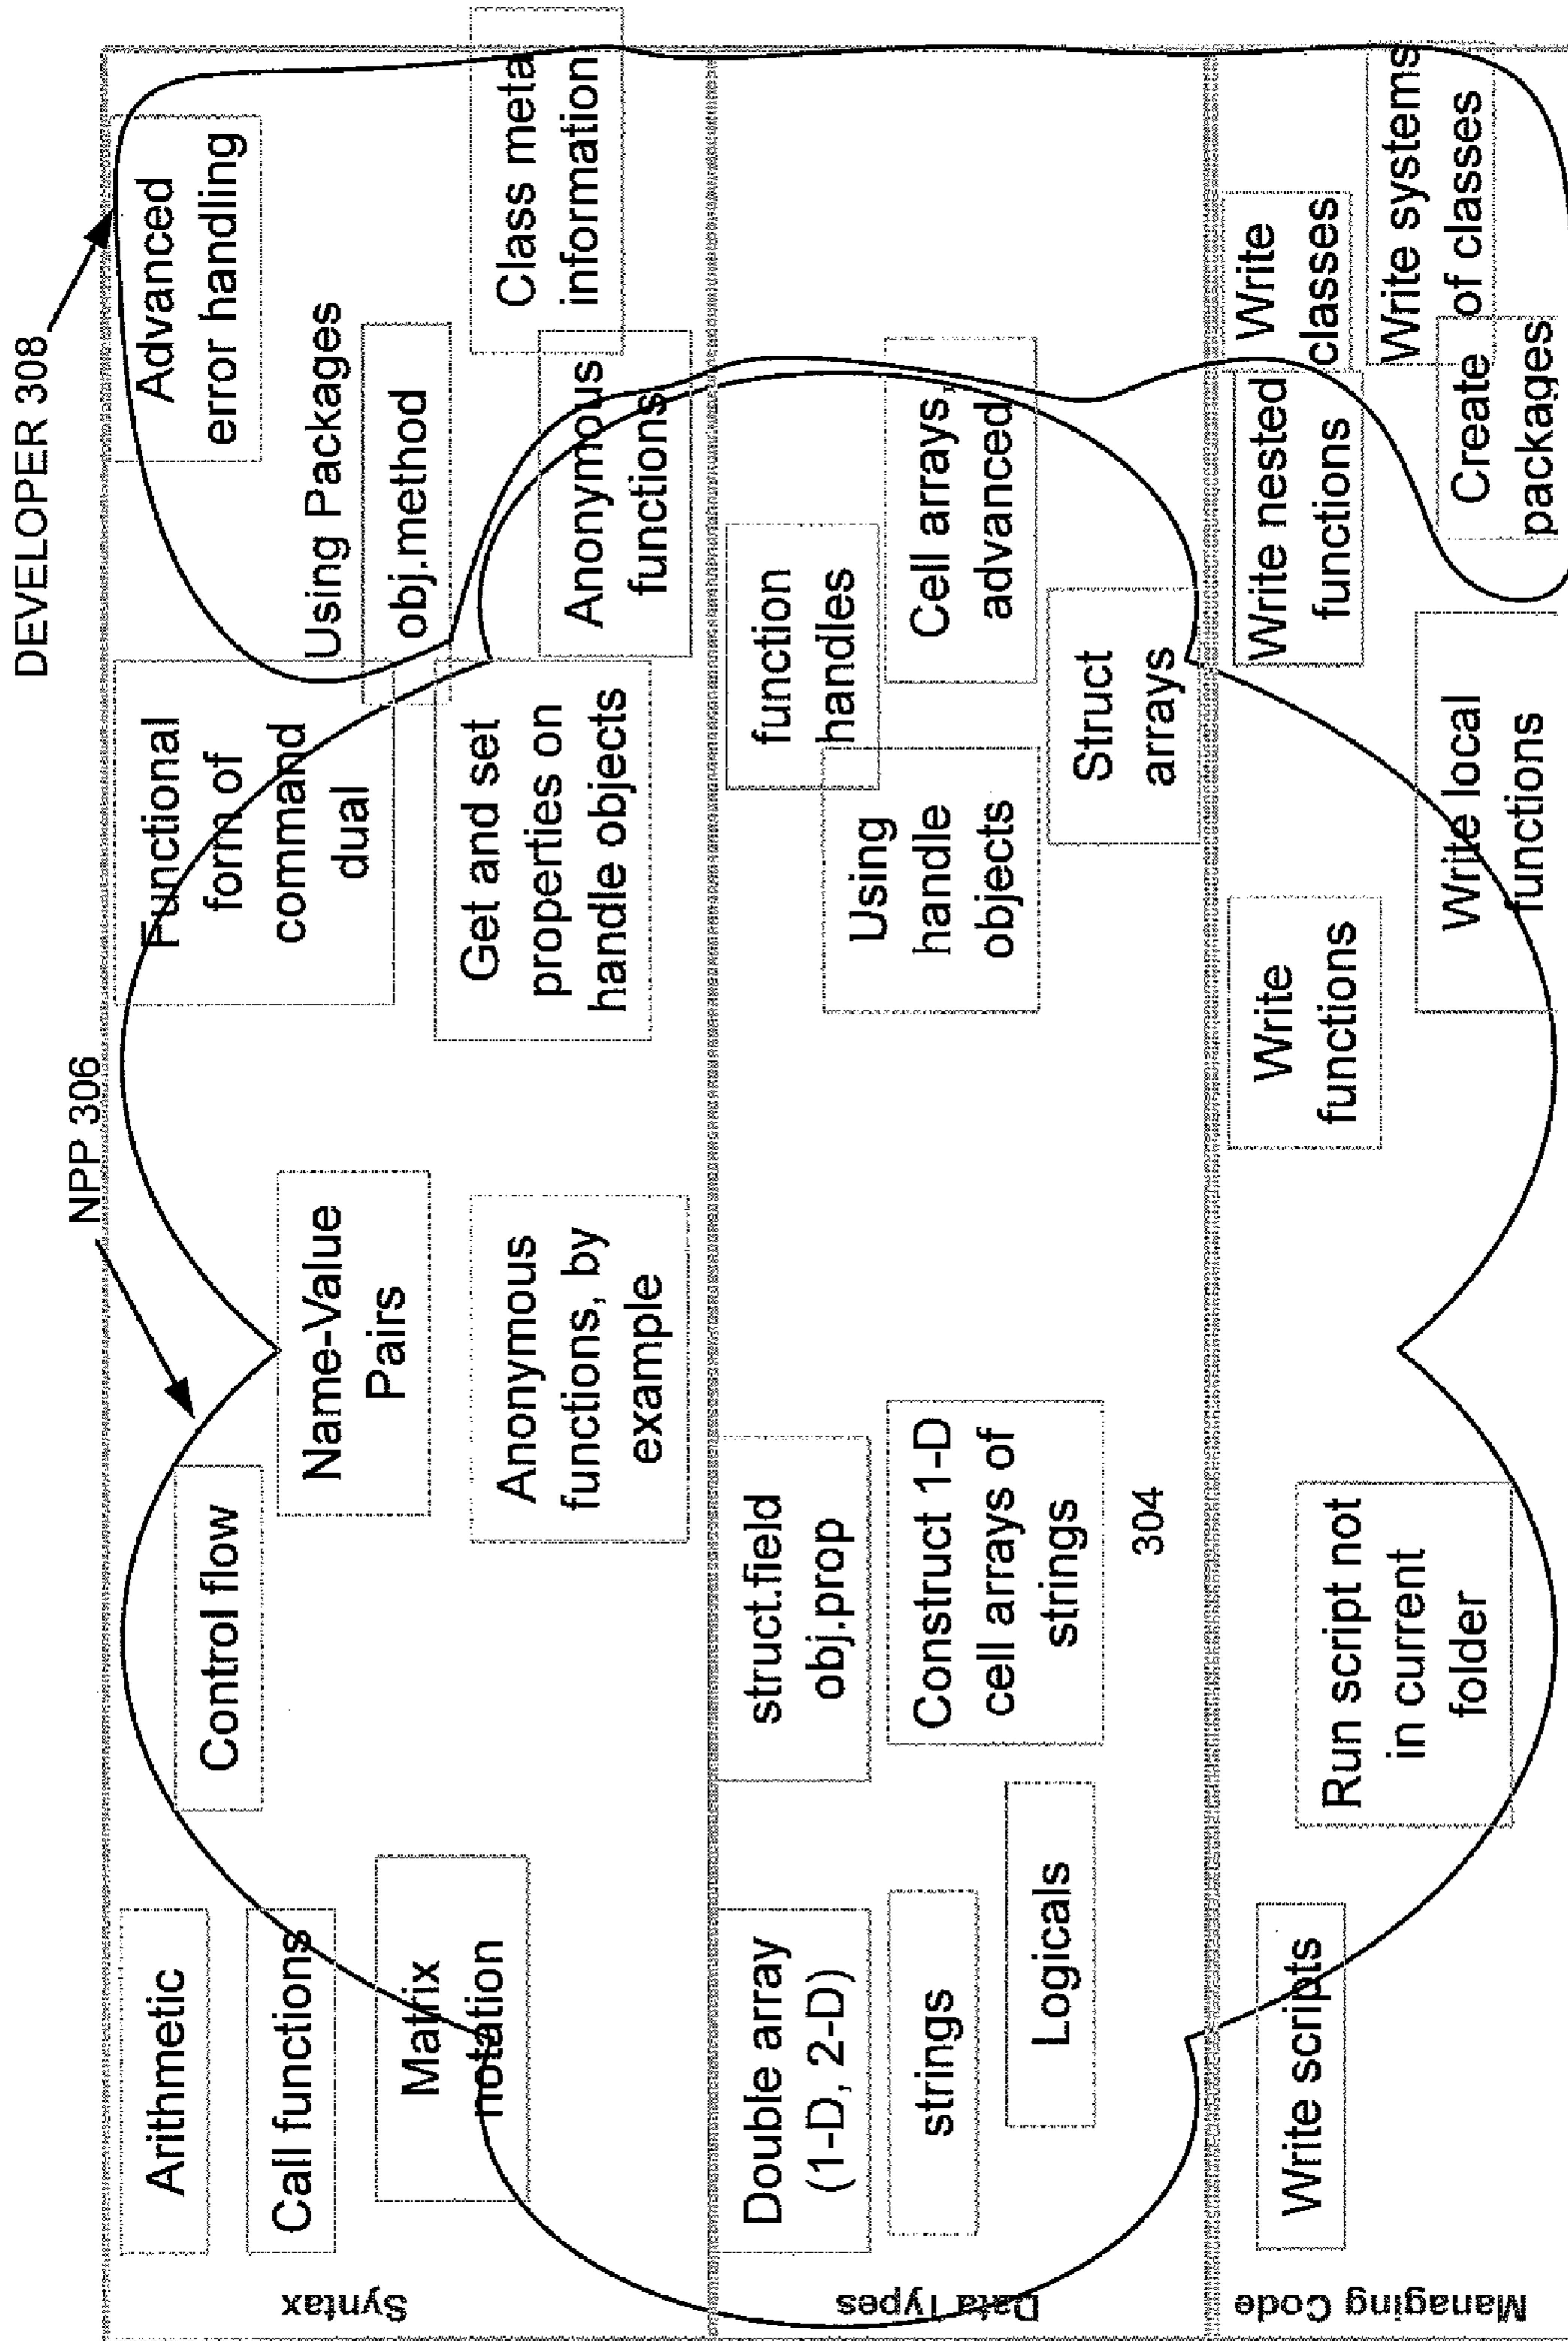 DEVELOPER 308
NPP 306
Syntax
Arithmetic
Call functions
Matrix
notation
Control flow
Name-Value
Pairs
Anonymous
functions, by
example
Functional
form of
command
dual
Get and set
properties on
handle objects
Advanced
error handling
Using Packages
obj.method
Anonymous
functions
Class meta
information
Data Types
Double array
(1-D, 2-D)
strings
Logicals
struct.field
obj.prop
Construct 1-D
cell arrays of
strings
304
Using
handle
objects
function
handles
Cell arrays,
advanced
Struct
arrays
Managing Code
Write scripts
Run script not
in current
folder
Write
functions
Write local
functions
Write nested
functions
Write
classes
Write systems
of classes
Create
packages